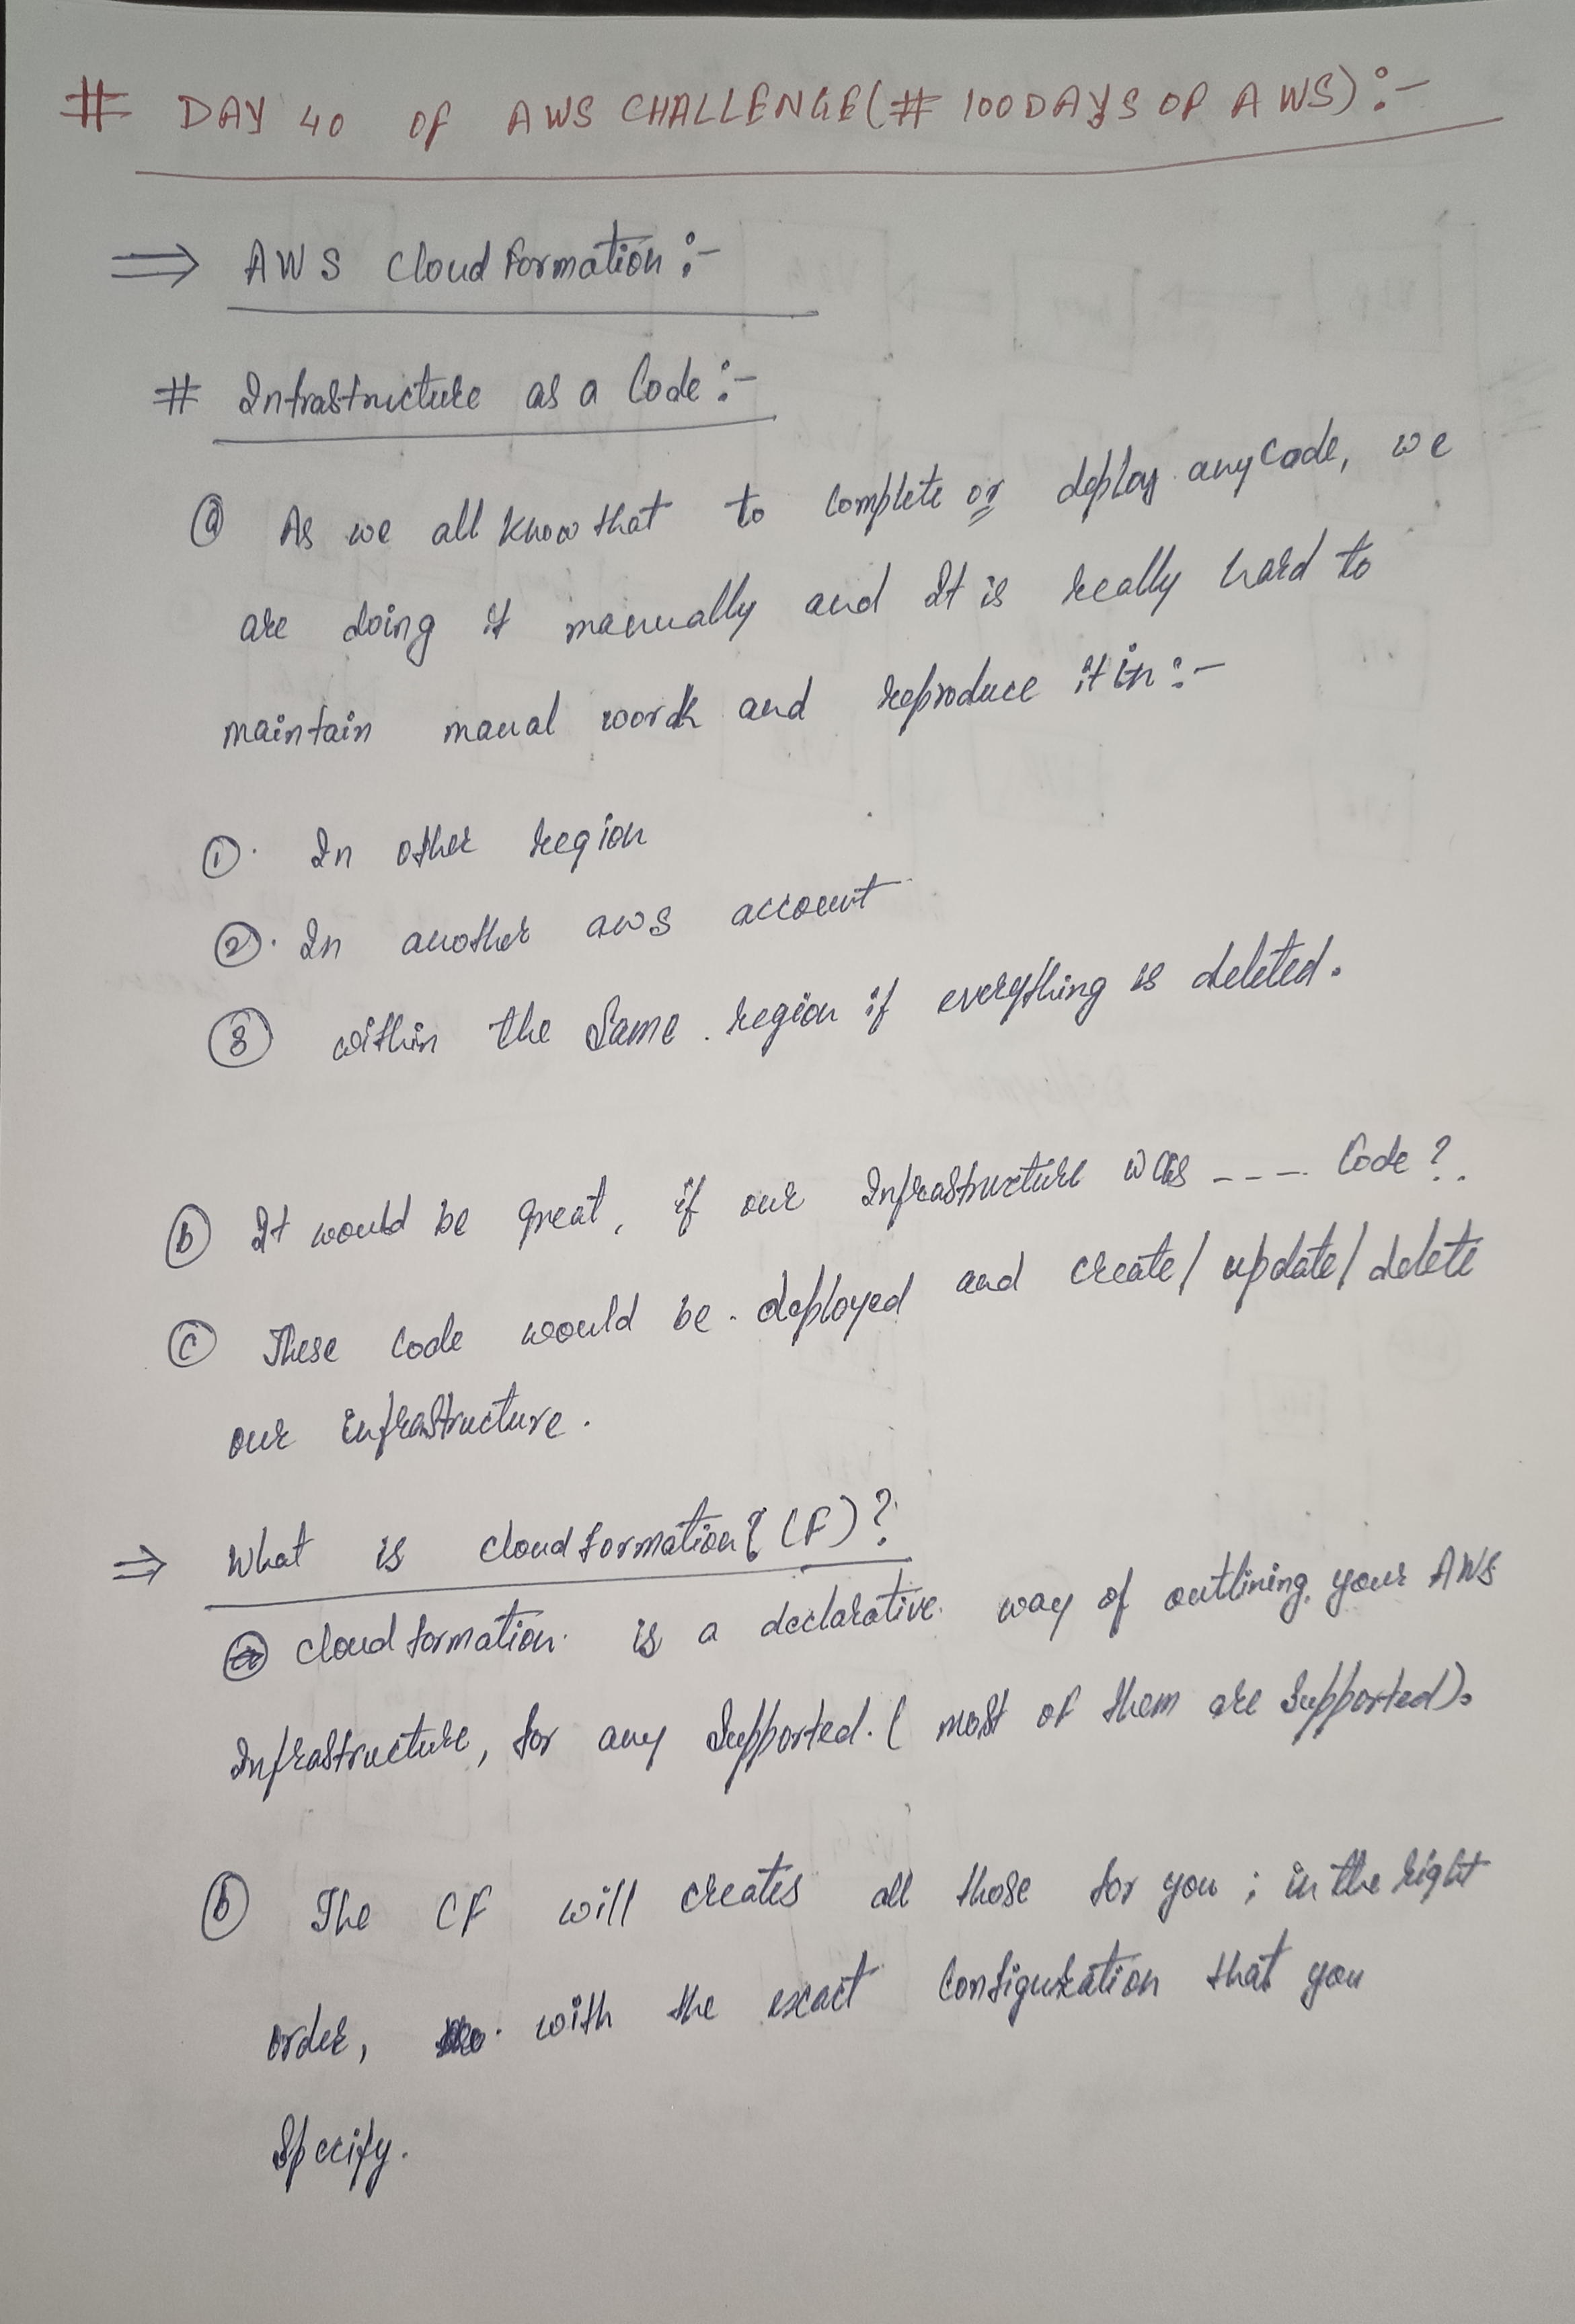 # DAY 40 OF AWS CHALLENGE(# 100DAYS OF AWS):-
⇒ AWS Cloud Formation:-
# Infrastructure as a Code:-
ⓐ As we all know that to complete or deploy any code, we
are doing it manually and It is really hard to
maintain manual work and reproduce it in:-
①. In other region
②. In another aws account
③ within the same region if everything is deleted.
ⓑ It would be great, if our Infrastructure was ---- Code?
ⓒ These code would be deployed and create/update/delete
our infrastructure.
⇒ What is cloud formation? (CF)?
ⓐ cloud formation is a declarative way of outlining your AWS
Infrastructure, for any Supported. (most of them are supported).
ⓑ The CF will creates all those for you; in the right
order, with the exact configuration that you
Specify.